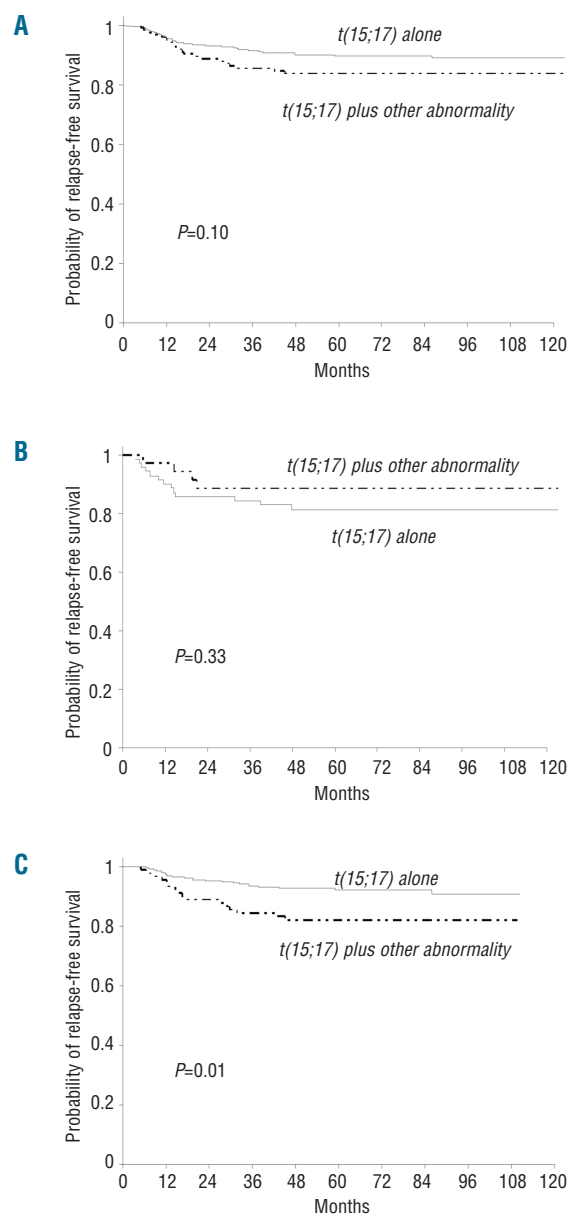 A
Probability of relapse-free survival
1
0.8
0.6
0.4
0.2
0
t(15;17) alone
t(15;17) plus other abnormality
P=0.10
0 12 24 36 48 60 72 84 96 108 120
Months
B
Probability of relapse-free survival
1
0.8
0.6
0.4
0.2
0
t(15;17) plus other abnormality
t(15;17) alone
P=0.33
0 12 24 36 48 60 72 84 96 108 120
Months
C
Probability of relapse-free survival
1
0.8
0.6
0.4
0.2
0
t(15;17) alone
t(15;17) plus other abnormality
P=0.01
0 12 24 36 48 60 72 84 96 108 120
Months